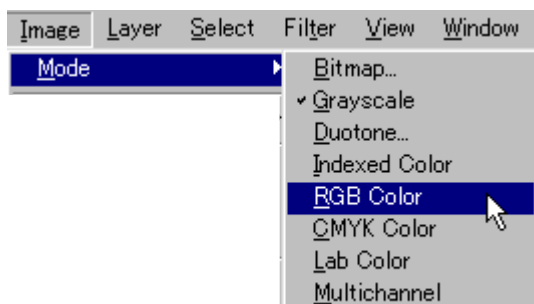 Image Layer Select Filter View Window
Mode
Bitmap...
Grayscale
Duotone...
Indexed Color
RGB Color
CMYK Color
Lab Color
Multichannel